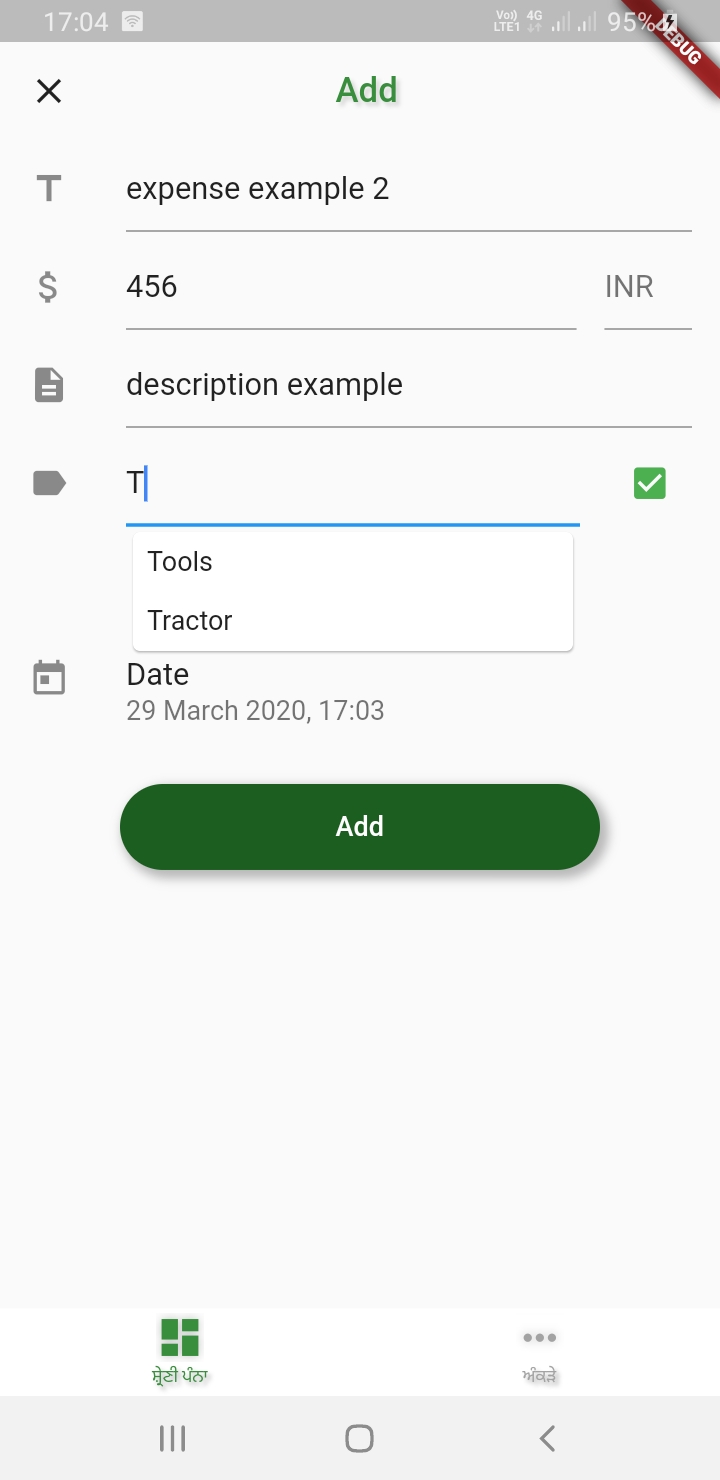 17:04 Vo)) LTE1 4G 95%
DEBUG
Add
expense example 2
456 INR
description example
T
Tools
Tractor
Date
29 March 2020, 17:03
Add
ਸ਼੍ਰੇਣੀ ਪੰਨਾ ਅੰਕੜੇ